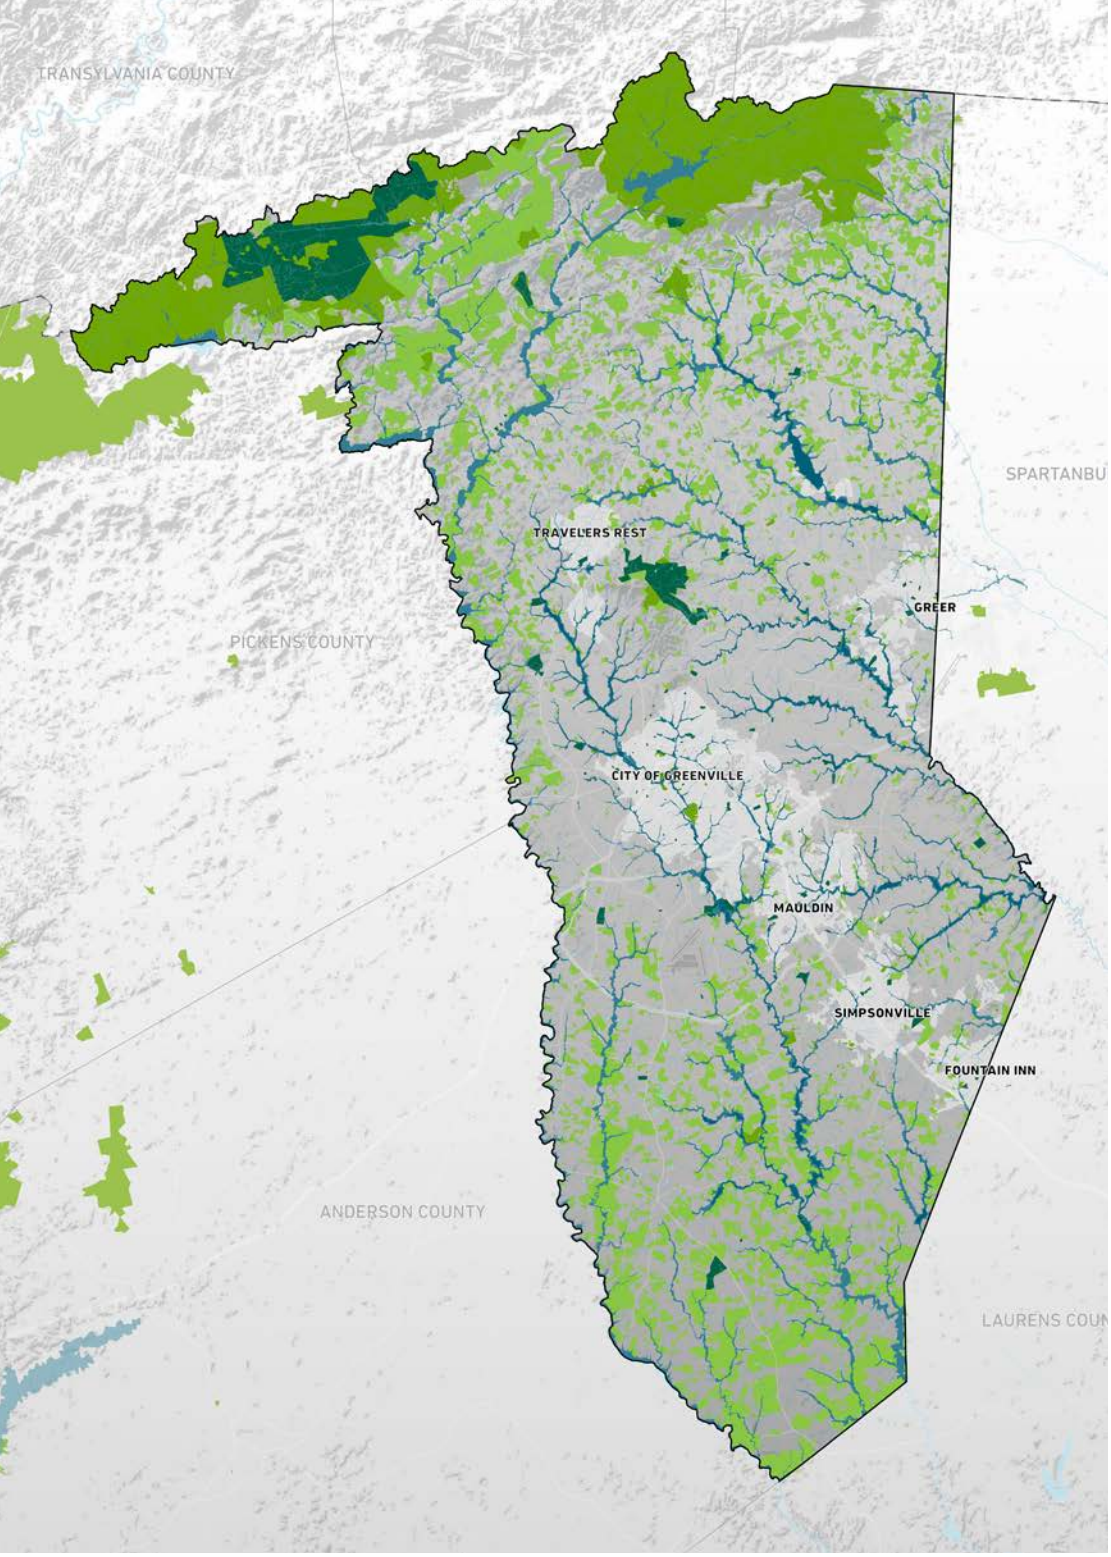 TRANSYLVANIA COUNTY
SPARTANBU
TRAVELERS REST
GREER
PICKENS COUNTY
CITY OF GREENVILLE
MAULDIN
SIMPSONVILLE
FOUNTAIN INN
ANDERSON COUNTY
LAURENS COUN